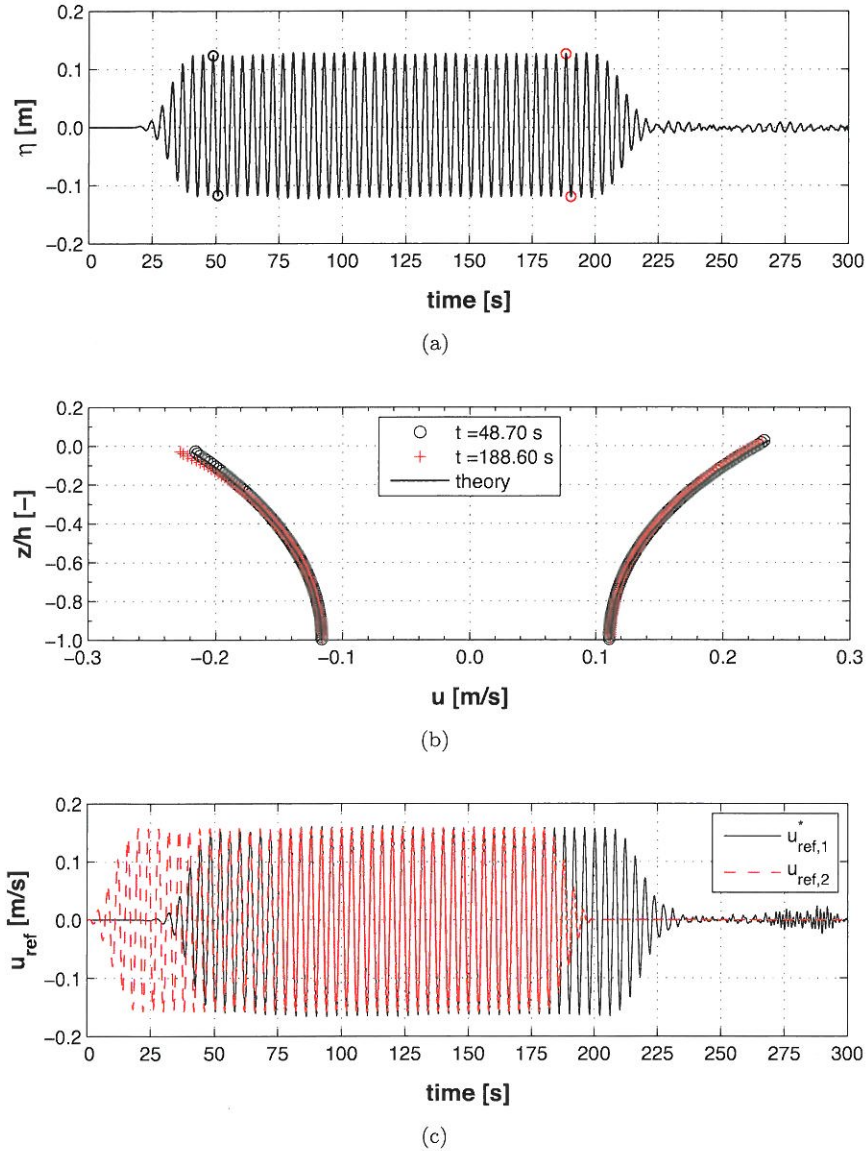 0.2
0.1
0.0
−0.1
−0.2
η [m]
0 25 50 75 100 125 150 175 200 225 250 275 300
time [s]
(a)
0.2
0.0
−0.2
−0.4
−0.6
−0.8
−1.0
z/h [−]
t =48.70 s
t =188.60 s
theory
−0.3 −0.2 −0.1 0.0 0.1 0.2 0.3
u [m/s]
(b)
0.2
0.1
0.0
−0.1
−0.2
u_ref [m/s]
u*_ref,1
u_ref,2
0 25 50 75 100 125 150 175 200 225 250 275 300
time [s]
(c)